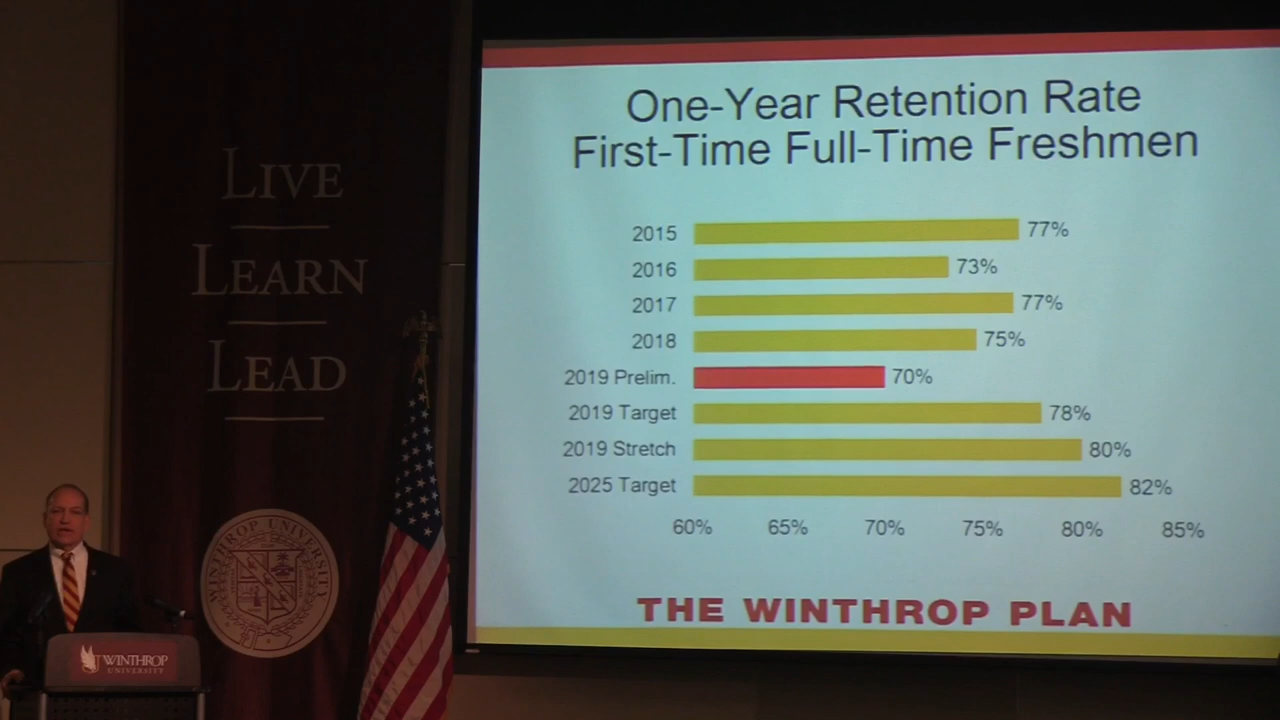 One-Year Retention Rate
First-Time Full-Time Freshmen
2015 77%
2016 73%
2017 77%
2018 75%
2019 Prelim. 70%
2019 Target 78%
2019 Stretch 80%
2025 Target 82%
60% 65% 70% 75% 80% 85%
THE WINTHROP PLAN
LIVE
LEARN
LEAD
WINTHROP UNIVERSITY
WINTHROP
UNIVERSITY